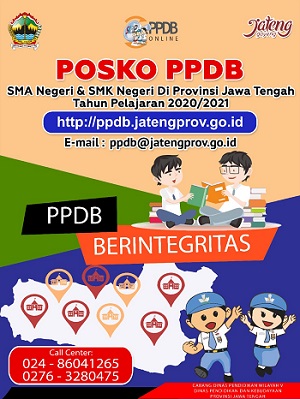 PPDB
ONLINE
Jateng
gayeng
POSKO PPDB
SMA Negeri & SMK Negeri Di Provinsi Jawa Tengah
Tahun Pelajaran 2020/2021
http://ppdb.jatengprov.go.id
E-mail : ppdb@jatengprov.go.id
PPDB
BERINTEGRITAS
Call Center:
024 - 86041265
0276 - 3280475
CABANG DINAS PENDIDIKAN WILAYAH V
DINAS PENDIDIKAN DAN KEBUDAYAAN
PROVINSI JAWA TENGAH